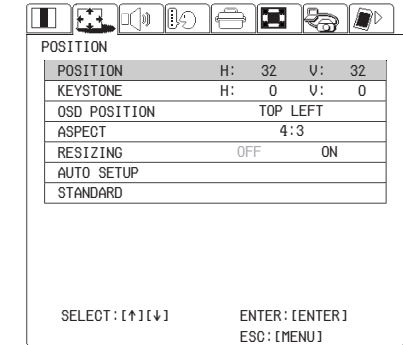 POSITION
POSITION H: 32 V: 32
KEYSTONE H: 0 V: 0
OSD POSITION TOP LEFT
ASPECT 4:3
RESIZING OFF ON
AUTO SETUP
STANDARD
SELECT:[↑][↓] ENTER:[ENTER]
ESC:[MENU]